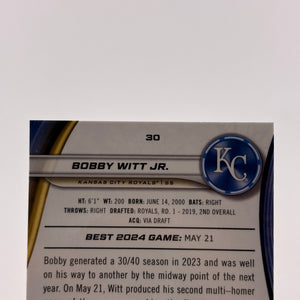 30
BOBBY WITT JR.
KC
KANSAS CITY ROYALS | SS
HT: 6'1" WT: 200 BORN: JUNE 14, 2000 BATS: RIGHT
THROWS: RIGHT DRAFTED: ROYALS, RD. 1 - 2019, 2ND OVERALL
ACQ: VIA DRAFT
BEST 2024 GAME: MAY 21
Bobby generated a 30/40 season in 2023 and was well
on his way to another by the midway point of the next
year. On May 21, Witt produced his second multi-homer